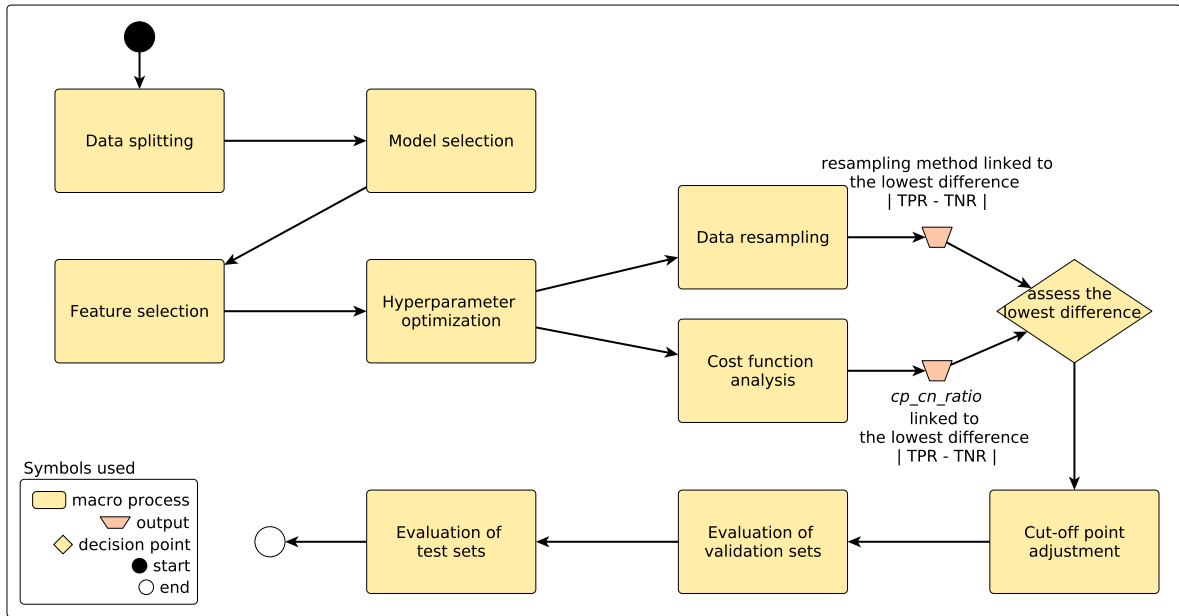 Data splitting
Model selection
resampling method linked to
the lowest difference
| TPR - TNR |
Data resampling
Feature selection
Hyperparameter
optimization
assess the
lowest difference
Cost function
analysis
cp_cn_ratio
linked to
the lowest difference
| TPR - TNR |
Symbols used
macro process
output
decision point
start
end
Evaluation of
test sets
Evaluation of
validation sets
Cut-off point
adjustment